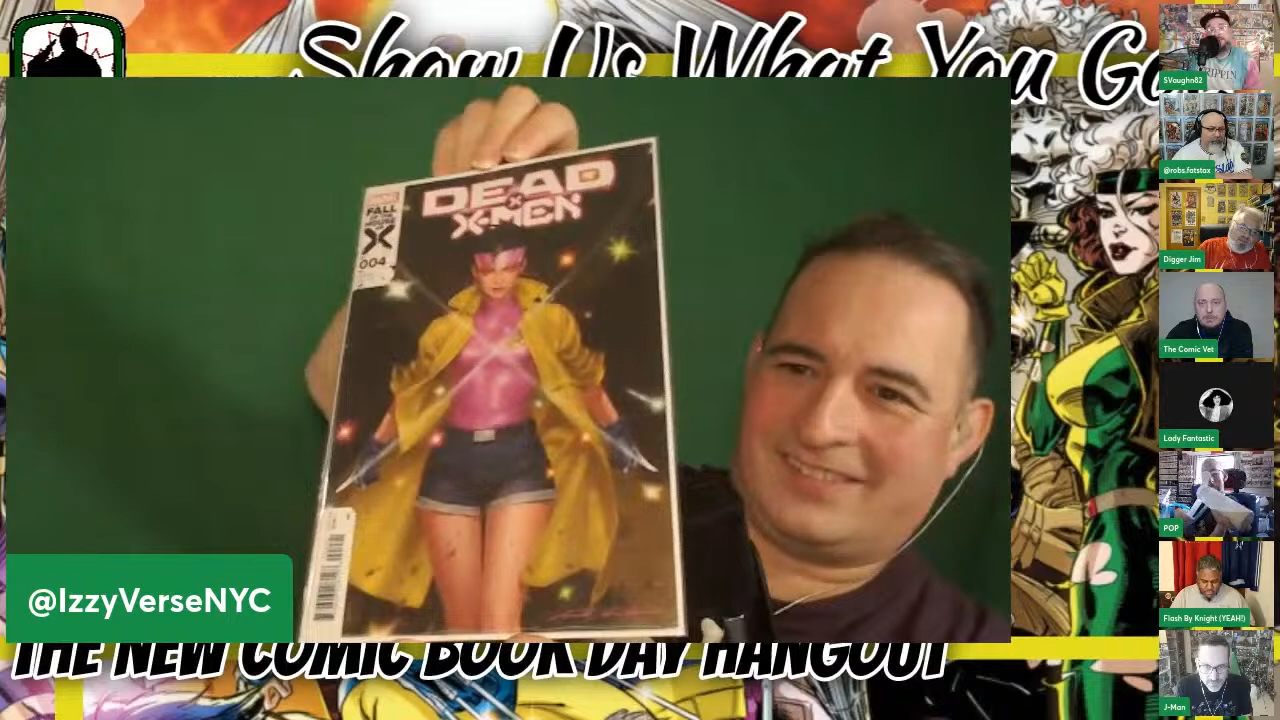 Show Us What You Go
SVaughn82
@robs.fatstax
Digger Jim
The Comic Vet
Lady Fantastic
POP
Flash By Knight (YEAH!)
J-Man
DEAD
X-MEN
FALL
X
004
@IzzyVerseNYC
THE NEW COMIC BOOK DAY HANGOUT